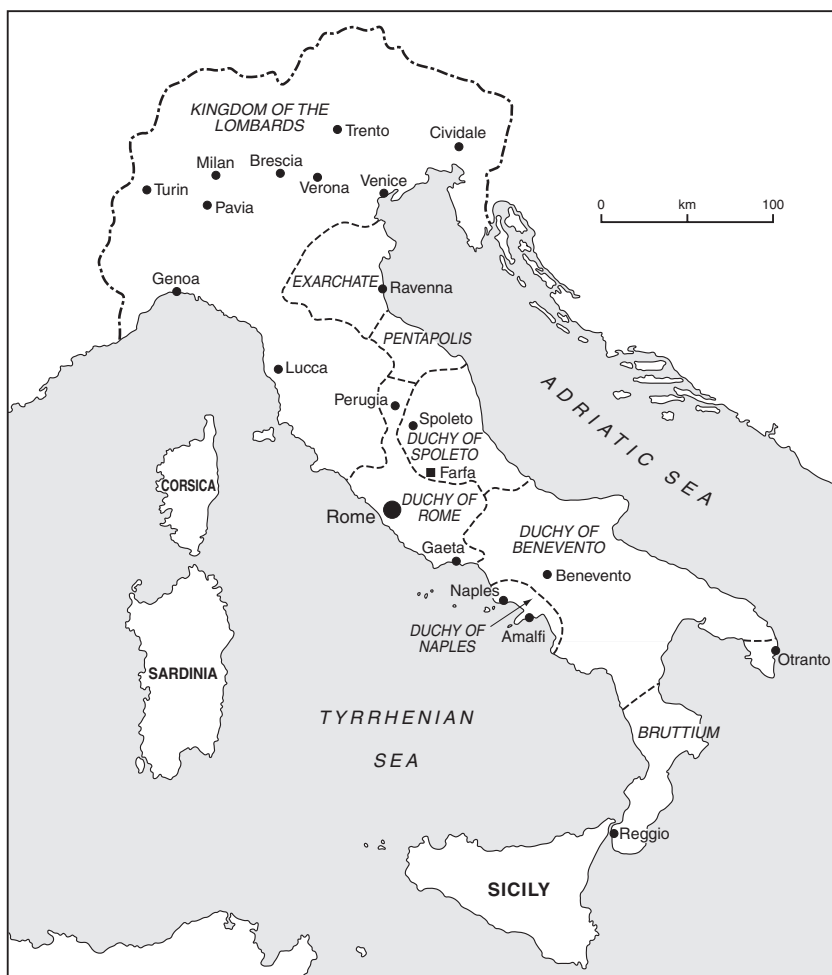 KINGDOM OF THE
LOMBARDS
Trento
Cividale
Milan
Brescia
Turin
Pavia
Verona
Venice
0 km 100
Genoa
EXARCHATE
Ravenna
PENTAPOLIS
Lucca
Perugia
Spoleto
DUCHY OF
SPOLETO
Farfa
ADRIATIC SEA
CORSICA
Rome
DUCHY OF
ROME
Gaeta
DUCHY OF
BENEVENTO
Benevento
Naples
DUCHY OF
NAPLES
Amalfi
Otranto
SARDINIA
TYRRHENIAN
SEA
BRUTTIUM
Reggio
SICILY